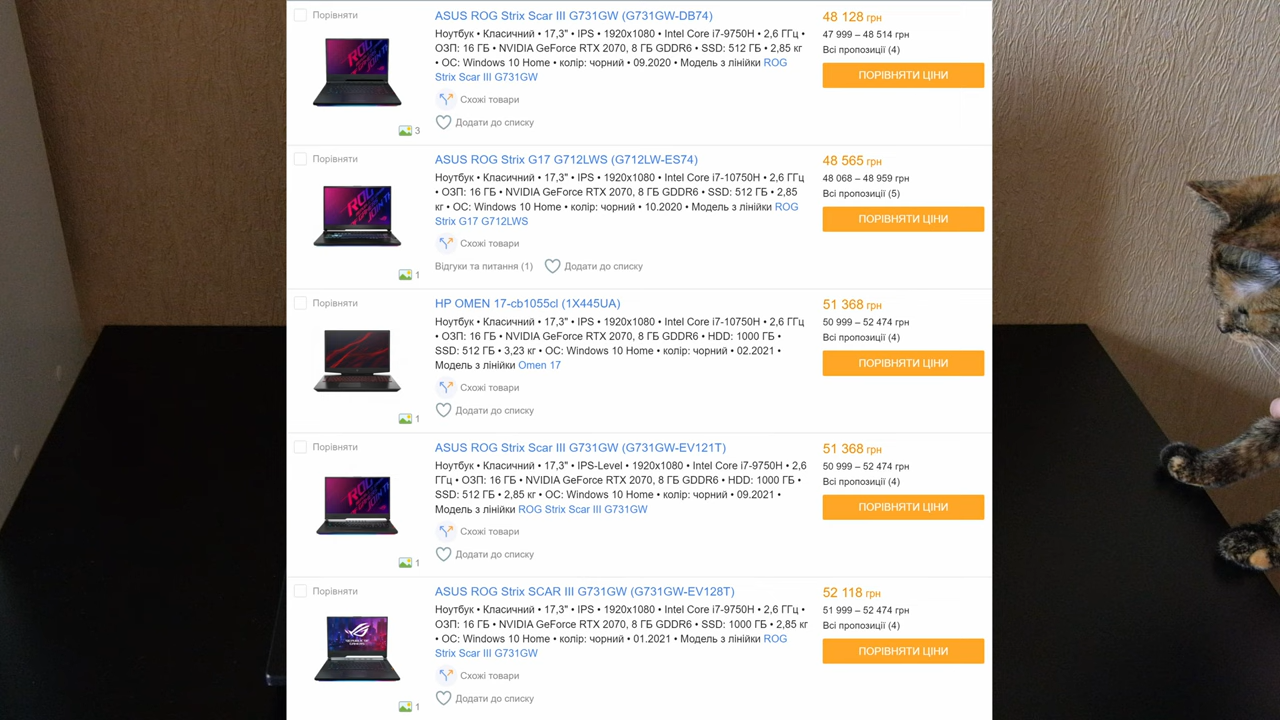 Порівняти
ASUS ROG Strix Scar III G731GW (G731GW-DB74)
Ноутбук • Класичний • 17,3" • IPS • 1920x1080 • Intel Core i7-9750H • 2,6 ГГц •
ОЗП: 16 ГБ • NVIDIA GeForce RTX 2070, 8 ГБ GDDR6 • SSD: 512 ГБ • 2,85 кг
• ОС: Windows 10 Home • колір: чорний • 09.2020 • Модель з лінійки ROG
Strix Scar III G731GW
Схожі товари
Додати до списку
3
48 128 грн
47 999 – 48 514 грн
Всі пропозиції (4)
ПОРІВНЯТИ ЦІНИ
Порівняти
ASUS ROG Strix G17 G712LWS (G712LW-ES74)
Ноутбук • Класичний • 17,3" • IPS • 1920x1080 • Intel Core i7-10750H • 2,6 ГГц
• ОЗП: 16 ГБ • NVIDIA GeForce RTX 2070, 8 ГБ GDDR6 • SSD: 512 ГБ • 2,85
кг • ОС: Windows 10 Home • колір: чорний • 10.2020 • Модель з лінійки ROG
Strix G17 G712LWS
Схожі товари
Відгуки та питання (1) Додати до списку
1
48 565 грн
48 068 – 48 959 грн
Всі пропозиції (5)
ПОРІВНЯТИ ЦІНИ
Порівняти
HP OMEN 17-cb1055cl (1X445UA)
Ноутбук • Класичний • 17,3" • IPS • 1920x1080 • Intel Core i7-10750H • 2,6 ГГц
• ОЗП: 16 ГБ • NVIDIA GeForce RTX 2070, 8 ГБ GDDR6 • HDD: 1000 ГБ •
SSD: 512 ГБ • 3,23 кг • ОС: Windows 10 Home • колір: чорний • 02.2021 •
Модель з лінійки Omen 17
Схожі товари
Додати до списку
1
51 368 грн
50 999 – 52 474 грн
Всі пропозиції (4)
ПОРІВНЯТИ ЦІНИ
Порівняти
ASUS ROG Strix Scar III G731GW (G731GW-EV121T)
Ноутбук • Класичний • 17,3" • IPS-Level • 1920x1080 • Intel Core i7-9750H • 2,6
ГГц • ОЗП: 16 ГБ • NVIDIA GeForce RTX 2070, 8 ГБ GDDR6 • HDD: 1000 ГБ •
SSD: 512 ГБ • 2,85 кг • ОС: Windows 10 Home • колір: чорний • 09.2021 •
Модель з лінійки ROG Strix Scar III G731GW
Схожі товари
Додати до списку
1
51 368 грн
50 999 – 52 474 грн
Всі пропозиції (4)
ПОРІВНЯТИ ЦІНИ
Порівняти
ASUS ROG Strix SCAR III G731GW (G731GW-EV128T)
Ноутбук • Класичний • 17,3" • IPS • 1920x1080 • Intel Core i7-9750H • 2,6 ГГц •
ОЗП: 16 ГБ • NVIDIA GeForce RTX 2070, 8 ГБ GDDR6 • SSD: 1000 ГБ • 2,85 кг
• ОС: Windows 10 Home • колір: чорний • 01.2021 • Модель з лінійки ROG
Strix Scar III G731GW
Схожі товари
Додати до списку
1
52 118 грн
51 999 – 52 474 грн
Всі пропозиції (4)
ПОРІВНЯТИ ЦІНИ